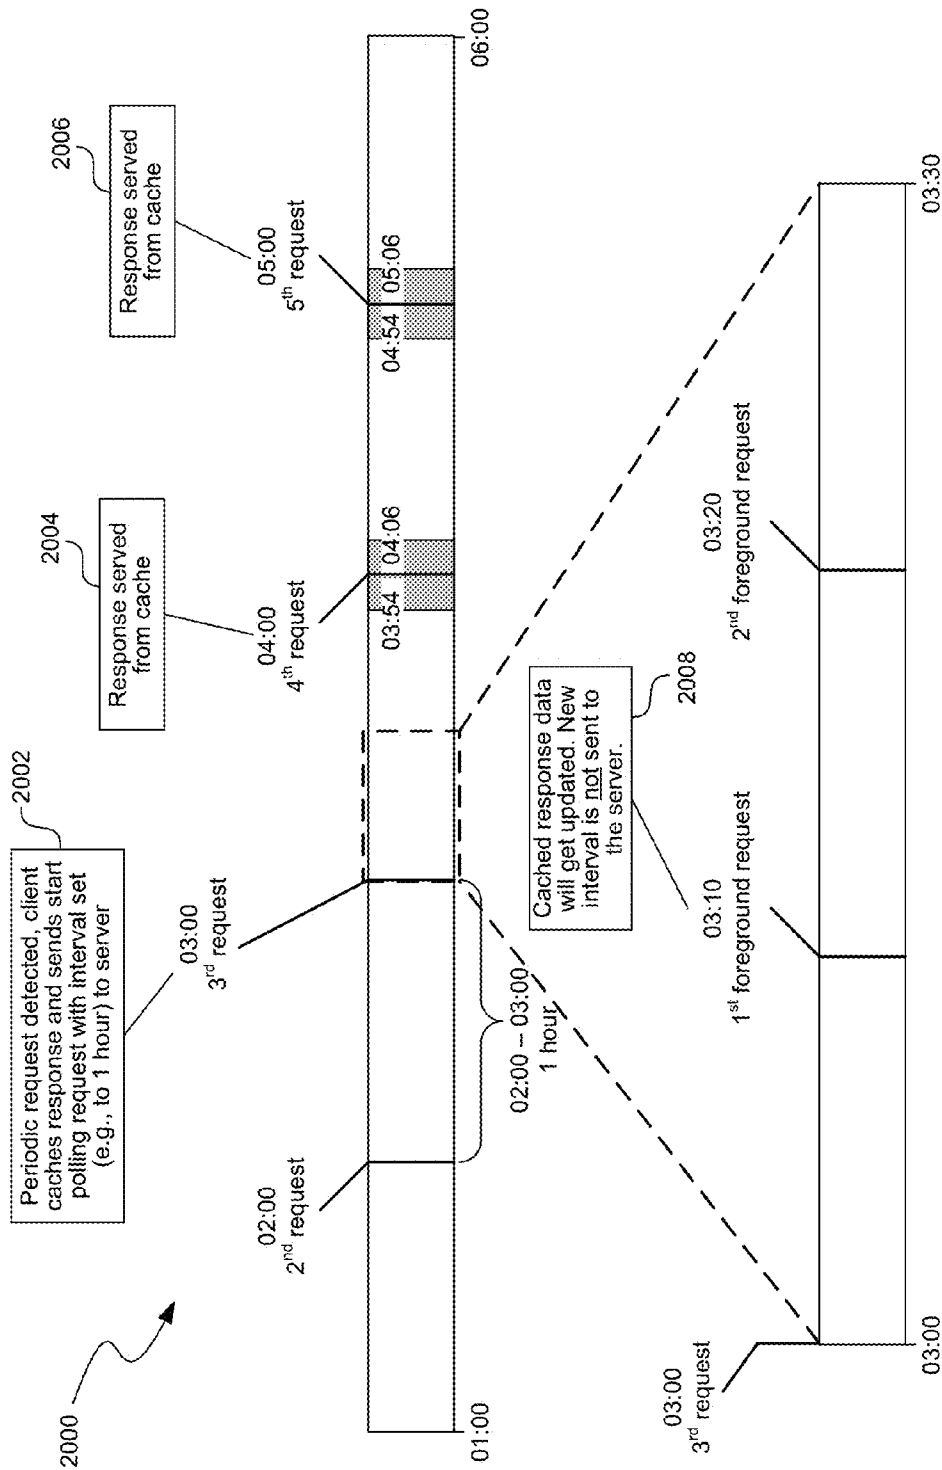 2000
2002
Periodic request detected, client
caches response and sends start
polling request with interval set
(e.g., to 1 hour) to server
2004
Response served
from cache
2006
Response served
from cache
02:00
2nd request
03:00
3rd request
04:00
4th request
05:00
5th request
03:54
04:06
04:54
05:06
01:00
06:00
02:00 – 03:00
1 hour
Cached response data
will get updated. New
interval is not sent to
the server.
2008
03:00
3rd request
03:10
1st foreground request
03:20
2nd foreground request
03:00
03:30